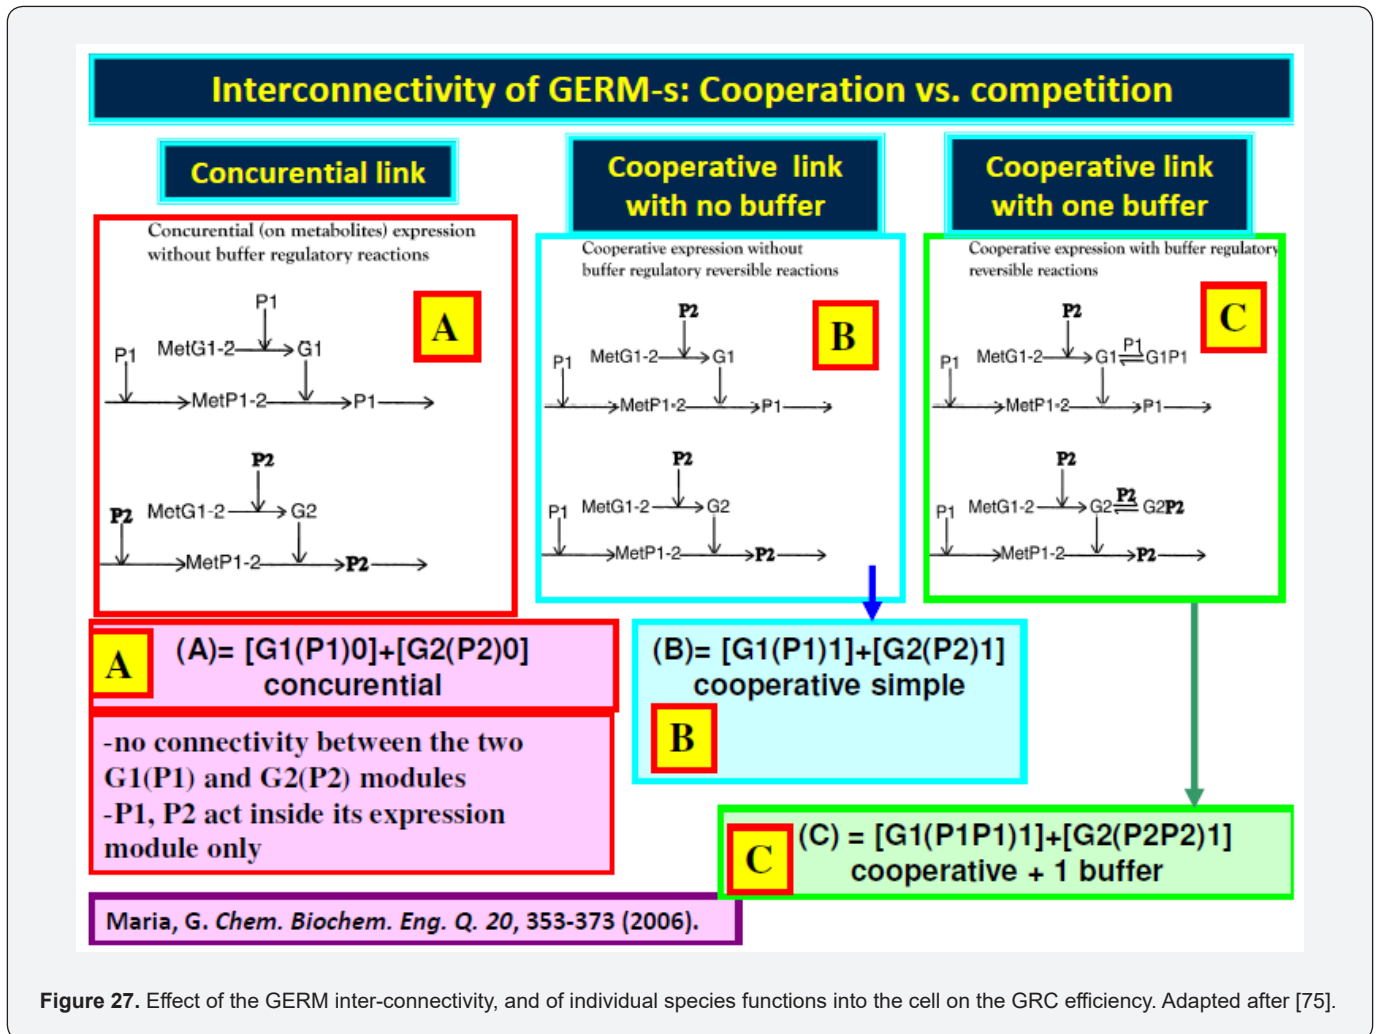 Interconnectivity of GERM-s: Cooperation vs. competition
Concurential link
Concurential (on metabolites) expression
without buffer regulatory reactions
A
P1
P1
MetG1-2
G1
MetP1-2
P1
P2
P2
MetG1-2
G2
MetP1-2
P2
Cooperative link
with no buffer
Cooperative expression without
buffer regulatory reversible reactions
B
P2
P1
MetG1-2
G1
MetP1-2
P1
P2
P1
MetG1-2
G2
MetP1-2
P2
Cooperative link
with one buffer
Cooperative expression with buffer regulatory
reversible reactions
C
P2
P1
MetG1-2
G1
P1
G1P1
MetP1-2
P1
P2
P1
MetG1-2
G2
P2
G2P2
MetP1-2
P2
A
(A)= [G1(P1)0]+[G2(P2)0]
concurential
-no connectivity between the two
G1(P1) and G2(P2) modules
-P1, P2 act inside its expression
module only
(B)= [G1(P1)1]+[G2(P2)1]
cooperative simple
B
C
(C) = [G1(P1P1)1]+[G2(P2P2)1]
cooperative + 1 buffer
Maria, G. Chem. Biochem. Eng. Q. 20, 353-373 (2006).
Figure 27. Effect of the GERM inter-connectivity, and of individual species functions into the cell on the GRC efficiency. Adapted after [75].